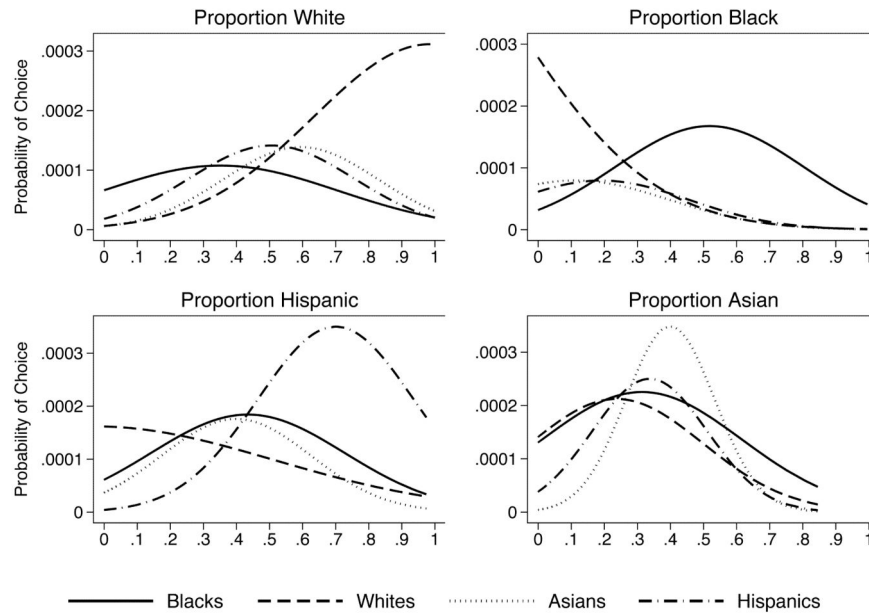 Proportion White
Proportion Black
Probability of Choice
.0003
.0002
.0001
0
0 .1 .2 .3 .4 .5 .6 .7 .8 .9 1
.0003
.0002
.0001
0
0 .1 .2 .3 .4 .5 .6 .7 .8 .9 1
Proportion Hispanic
Proportion Asian
Probability of Choice
.0003
.0002
.0001
0
0 .1 .2 .3 .4 .5 .6 .7 .8 .9 1
.0003
.0002
.0001
0
0 .1 .2 .3 .4 .5 .6 .7 .8 .9 1
Blacks Whites Asians Hispanics